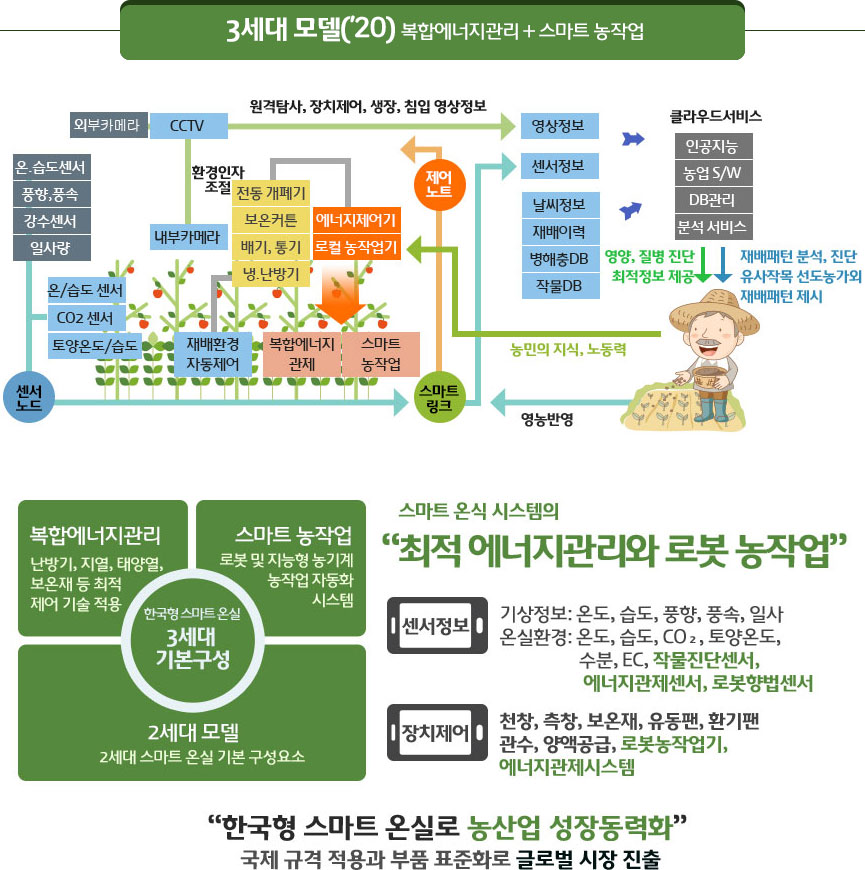 3세대 모델('20) 복합에너지관리 + 스마트 농작업
원격탐사, 장치제어, 생장, 침입 영상정보
외부카메라
CCTV
온.습도센서
풍향,풍속
강수센서
일사량
환경인자
조절
내부카메라
전동 개폐기
보온커튼
배기, 통기
냉.난방기
에너지제어기
로컬 농작업기
제어
노트
영상정보
센서정보
날씨정보
재배이력
병해충DB
작물DB
클라우드서비스
인공지능
농업 S/W
DB관리
분석 서비스
영양, 질병 진단
최적정보 제공
재배패턴 분석, 진단
유사작목 선도농가외
재배패턴 제시
온/습도 센서
CO2 센서
토양온도/습도
재배환경
자동제어
복합에너지
관제
스마트
농작업
농민의 지식, 노동력
센서
노드
스마트
링크
영농반영
복합에너지관리
난방기, 지열, 태양열,
보온재 등 최적
제어 기술 적용
스마트 농작업
로봇 및 지능형 농기계
농작업 자동화
시스템
한국형 스마트 온실
3세대
기본구성
2세대 모델
2세대 스마트 온실 기본 구성요소
스마트 온식 시스템의
“최적 에너지관리와 로봇 농작업”
센서정보
기상정보: 온도, 습도, 풍향, 풍속, 일사
온실환경: 온도, 습도, CO₂, 토양온도,
수분, EC, 작물진단센서,
에너지관제센서, 로봇향법센서
장치제어
천창, 측창, 보온재, 유동팬, 환기팬
관수, 양액공급, 로봇농작업기,
에너지관제시스템
“한국형 스마트 온실로 농산업 성장동력화”
국제 규격 적용과 부품 표준화로 글로벌 시장 진출